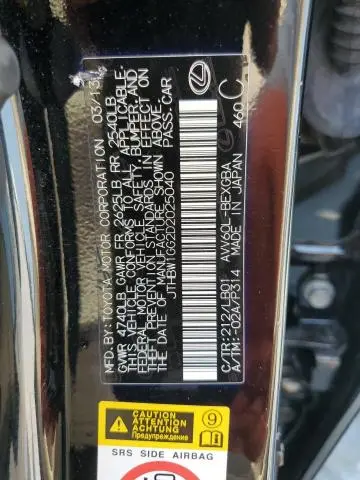 MFD.BY:TOYOTA MOTOR CORPORATION 03/13
GVWR 4740LB GAWR FR 2625LB RR 2540LB
THIS VEHICLE CONFORMS TO ALL APPLICABLE
FEDERAL MOTOR VEHICLE SAFETY, BUMPER, AND
THEFT PREVENTION STANDARDS IN EFFECT ON
THE DATE OF MANUFACTURE SHOWN ABOVE.
JTHBW1GG2D2025040 PASS.CAR
C/TR:212/LB01 AVV60L-BEXGBA
A/TM:-02A/P314 MADE IN JAPAN 460 C
CAUTION
ATTENTION
ACHTUNG
Предупреждение
9
SRS SIDE AIRBAG